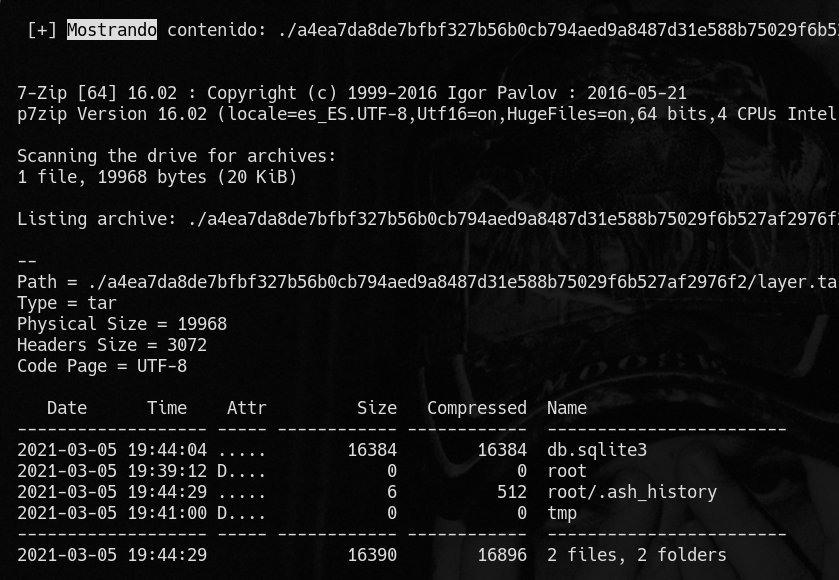 [+] Mostrando contenido: ./a4ea7da8de7bfbf327b56b0cb794aed9a8487d31e588b75029f6b5
7-Zip [64] 16.02 : Copyright (c) 1999-2016 Igor Pavlov : 2016-05-21
p7zip Version 16.02 (locale=es_ES.UTF-8,Utf16=on,HugeFiles=on,64 bits,4 CPUs Intel
Scanning the drive for archives:
1 file, 19968 bytes (20 KiB)
Listing archive: ./a4ea7da8de7bfbf327b56b0cb794aed9a8487d31e588b75029f6b527af2976f
--
Path = ./a4ea7da8de7bfbf327b56b0cb794aed9a8487d31e588b75029f6b527af2976f2/layer.ta
Type = tar
Physical Size = 19968
Headers Size = 3072
Code Page = UTF-8
Date Time Attr Size Compressed Name
------------------- ----- ------------ ------------ ------------------------
2021-03-05 19:44:04 ..... 16384 16384 db.sqlite3
2021-03-05 19:39:12 D.... 0 0 root
2021-03-05 19:44:29 ..... 6 512 root/.ash_history
2021-03-05 19:41:00 D.... 0 0 tmp
------------------- ----- ------------ ------------ ------------------------
2021-03-05 19:44:29 16390 16896 2 files, 2 folders